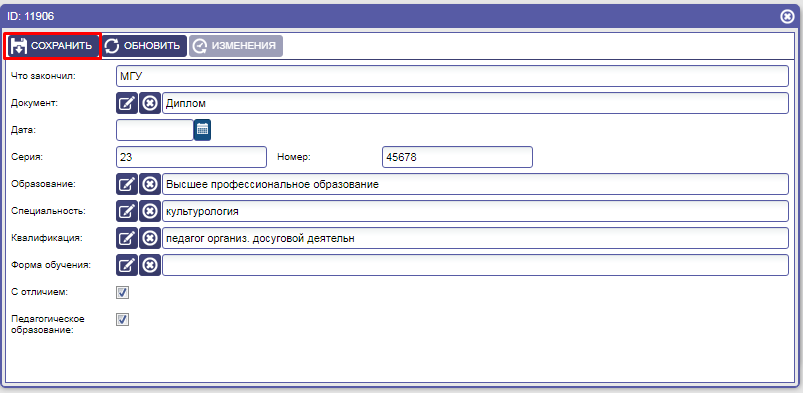 ID: 11906
СОХРАНИТЬ ОБНОВИТЬ ИЗМЕНЕНИЯ
Что закончил: МГУ
Документ: Диплом
Дата:
Серия: 23 Номер: 45678
Образование: Высшее профессиональное образование
Специальность: культурология
Квалификация: педагог организ. досуговой деятельн
Форма обучения:
С отличием:
Педагогическое
образование: